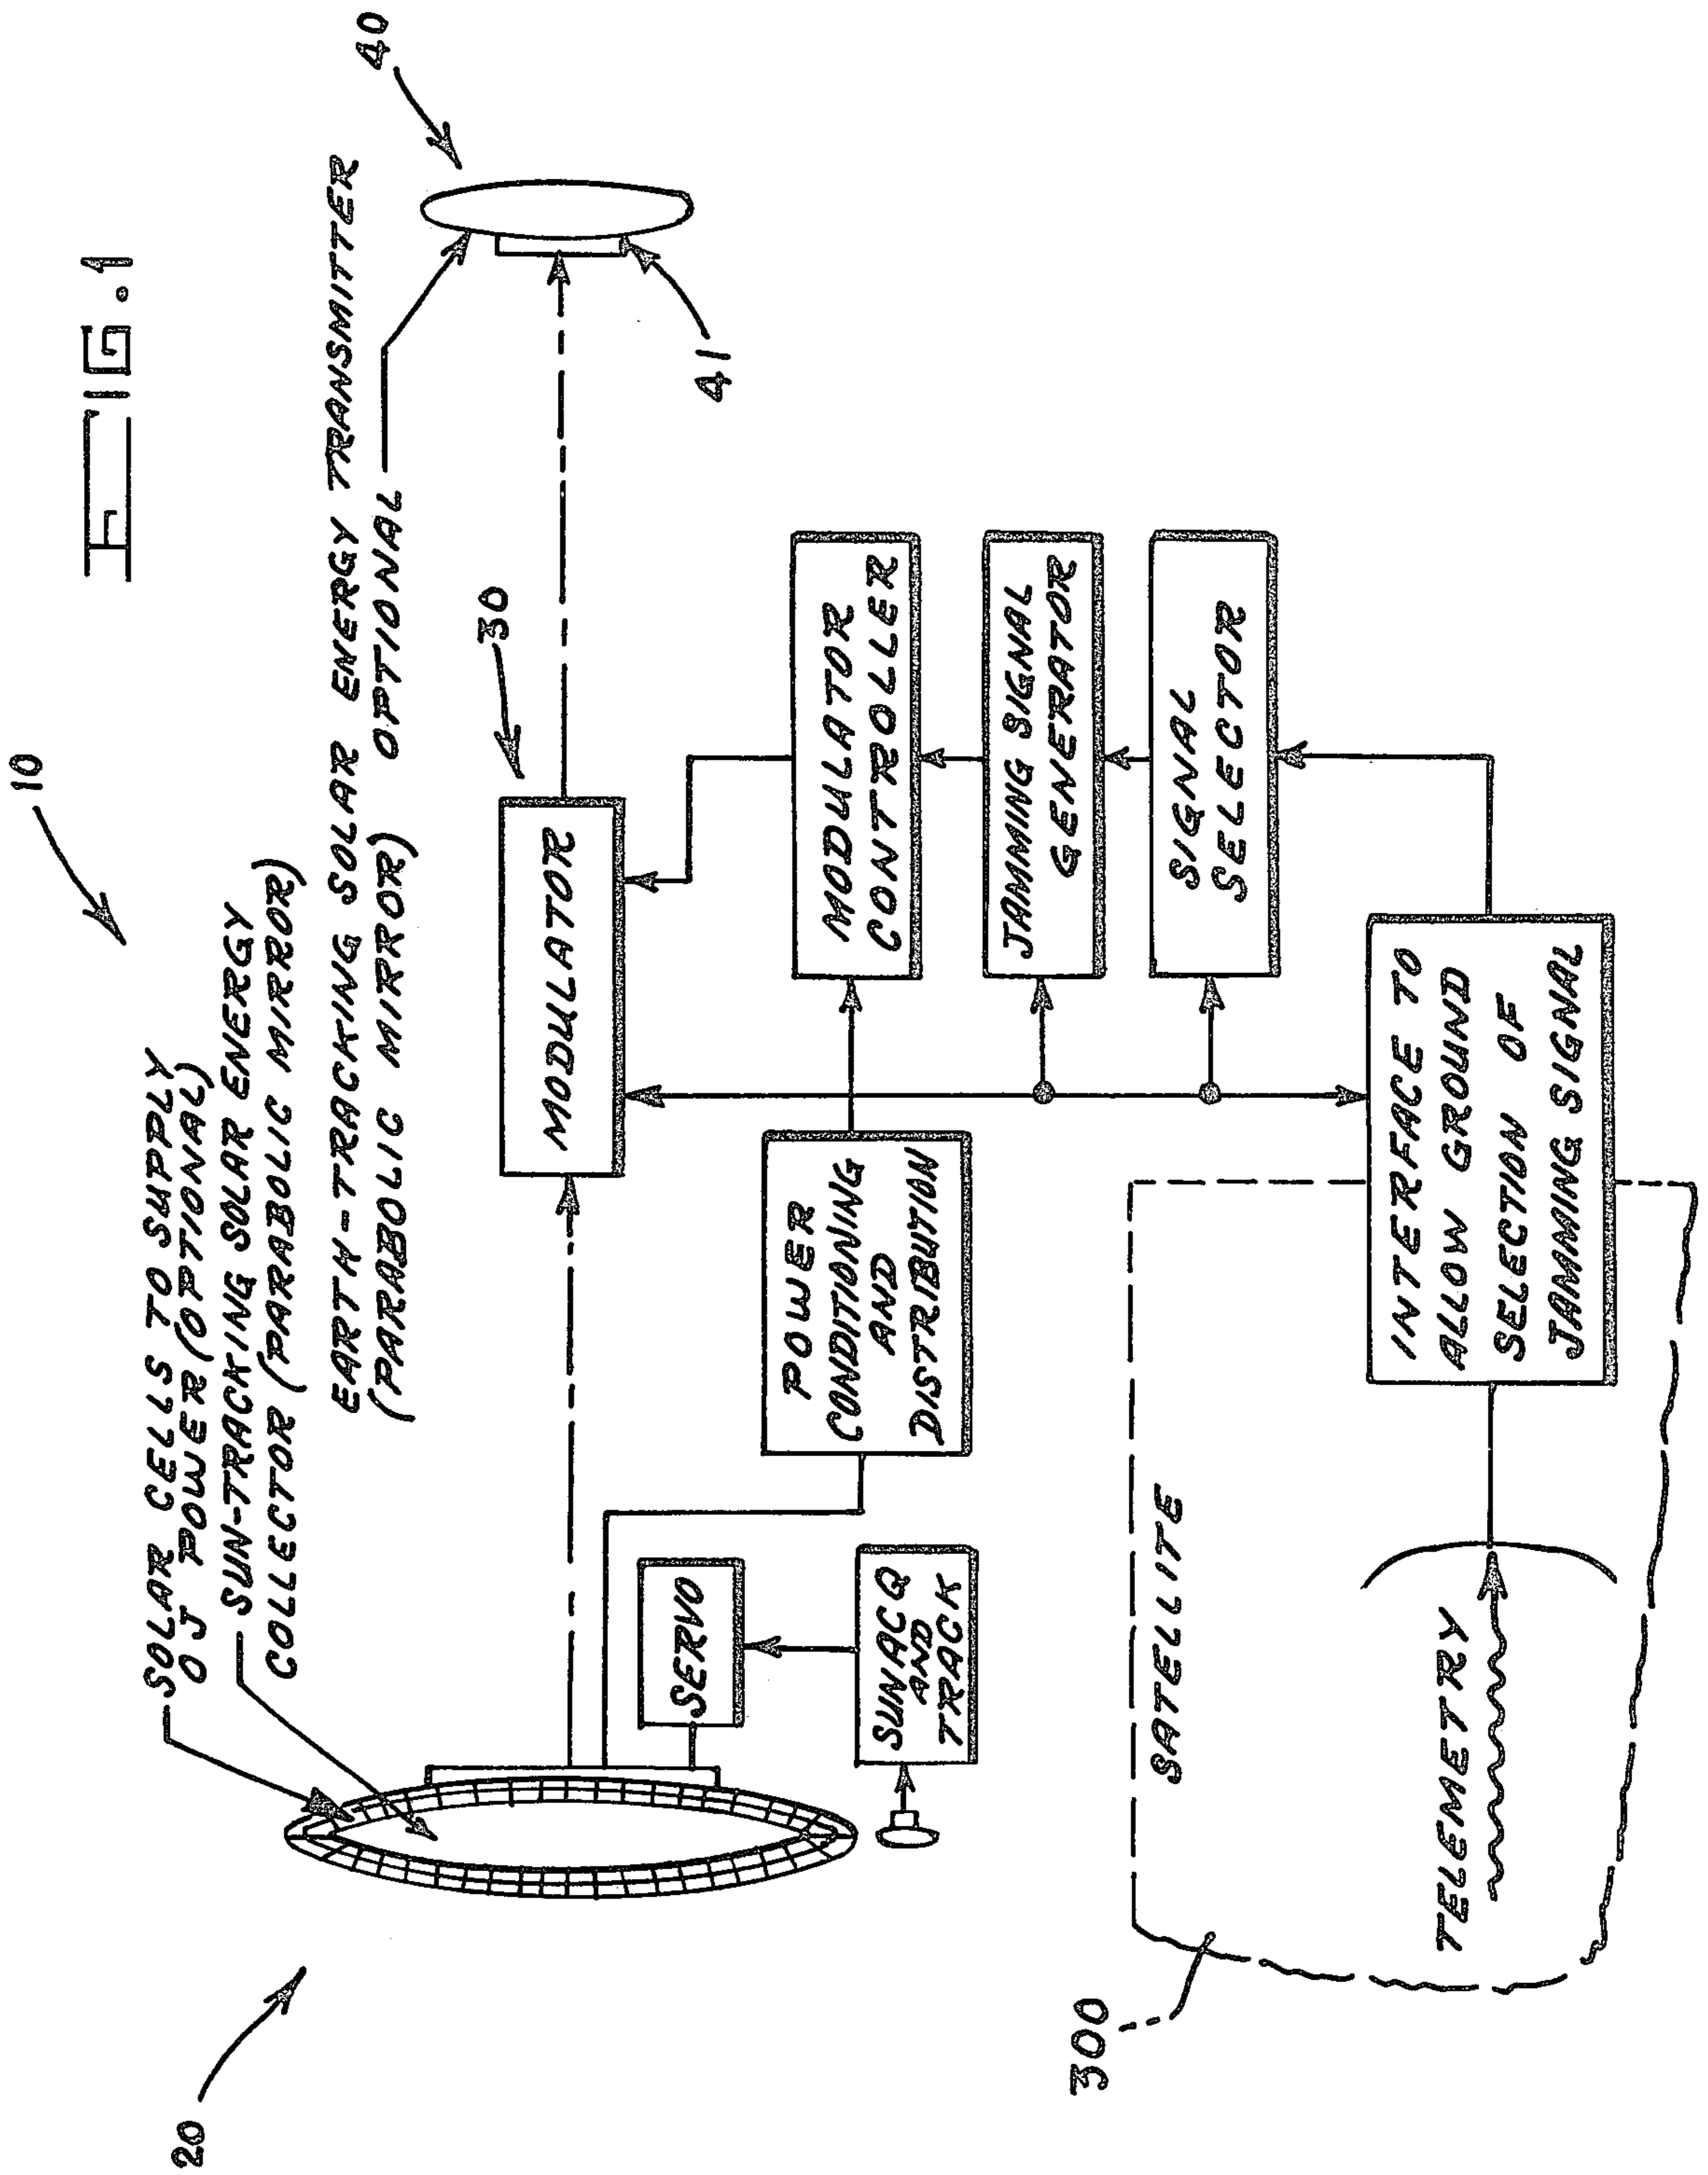 FIG.1
10
SOLAR CELLS TO SUPPLY
OJ POWER (OPTIONAL)
SUN-TRACKING SOLAR ENERGY
COLLECTOR (PARABOLIC MIRROR)
EARTH-TRACKING SOLAR ENERGY TRANSMITTER
(PARABOLIC MIRROR) OPTIONAL
20
30
40
41
MODULATOR
SERVO
SUN ACQ
AND
TRACK
POWER
CONDITIONING
AND
DISTRIBUTION
MODULATOR
CONTROLLER
JAMMING SIGNAL
GENERATOR
SIGNAL
SELECTOR
300
SATELLITE
TELEMETRY
INTERFACE TO
ALLOW GROUND
SELECTION OF
JAMMING SIGNAL